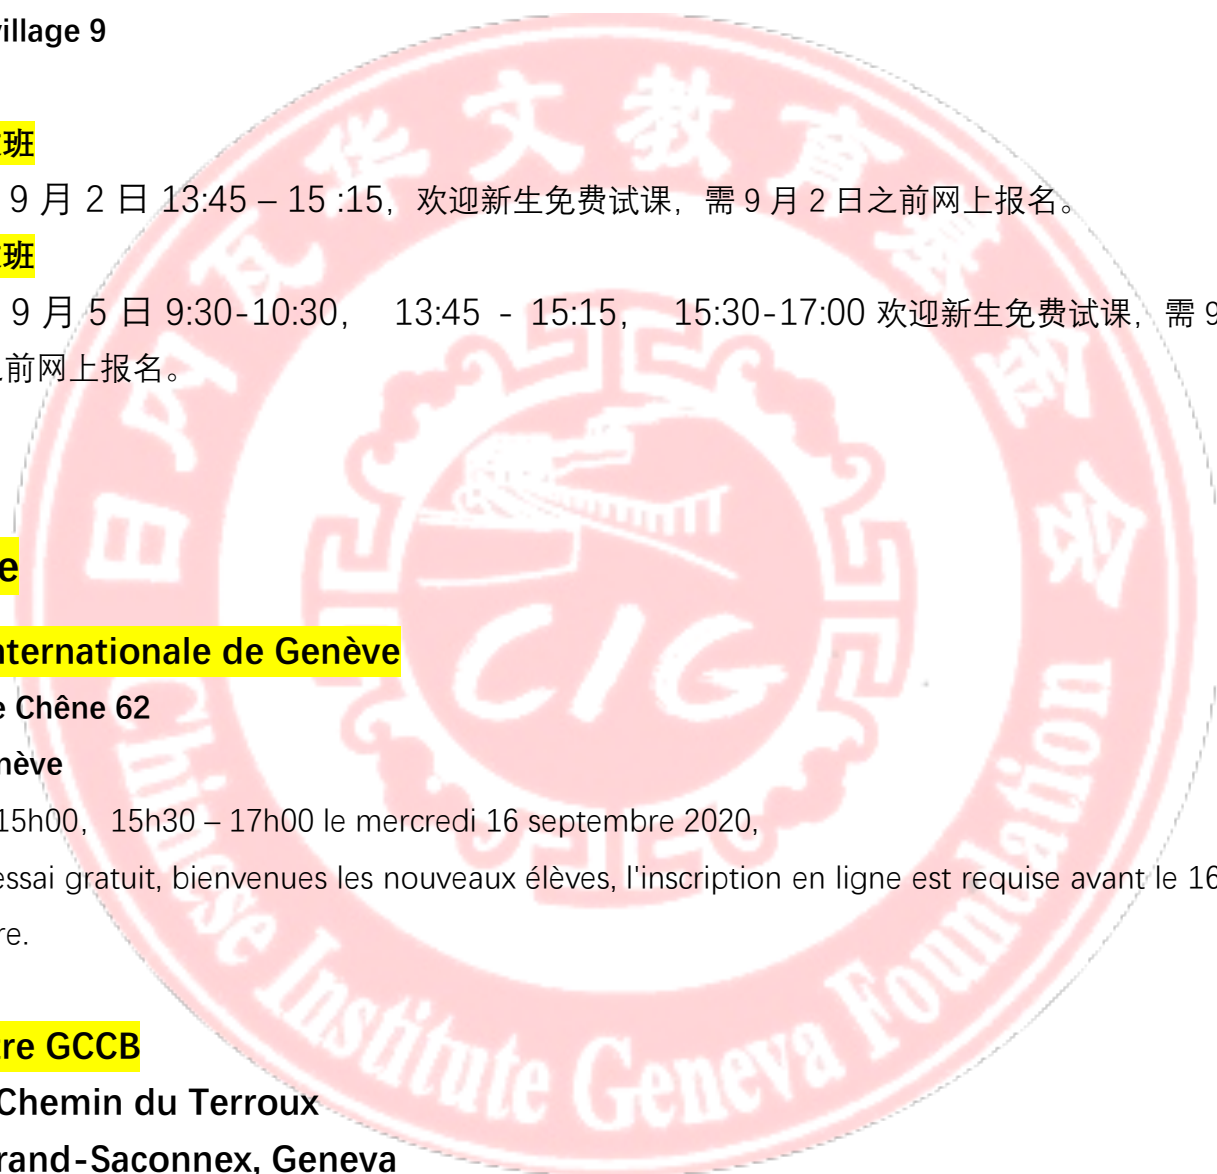 village 9
班
9 月 2 日 13:45 – 15 :15, 欢迎新生免费试课, 需 9 月 2 日之前网上报名。
班
9 月 5 日 9:30-10:30, 13:45 - 15:15, 15:30-17:00 欢迎新生免费试课, 需 9
前网上报名。
e
nternationale de Genève
e Chêne 62
nève
15h00, 15h30 – 17h00 le mercredi 16 septembre 2020,
essai gratuit, bienvenues les nouveaux élèves, l'inscription en ligne est requise avant le 16
re.
tre GCCB
Chemin du Terroux
rand-Saconnex, Geneva
日内瓦华文教育基金会
CIG
Chinese Institute Geneva Foundation